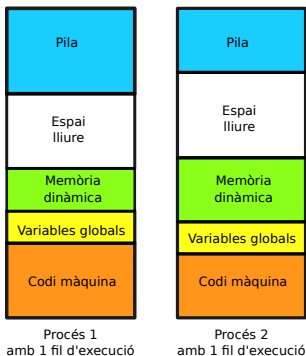 Pila
Espai
lliure
Memòria
dinàmica
Variables globals
Codi màquina
Procés 1
amb 1 fil d'execució
Pila
Espai
lliure
Memòria
dinàmica
Variables globals
Codi màquina
Procés 2
amb 1 fil d'execució